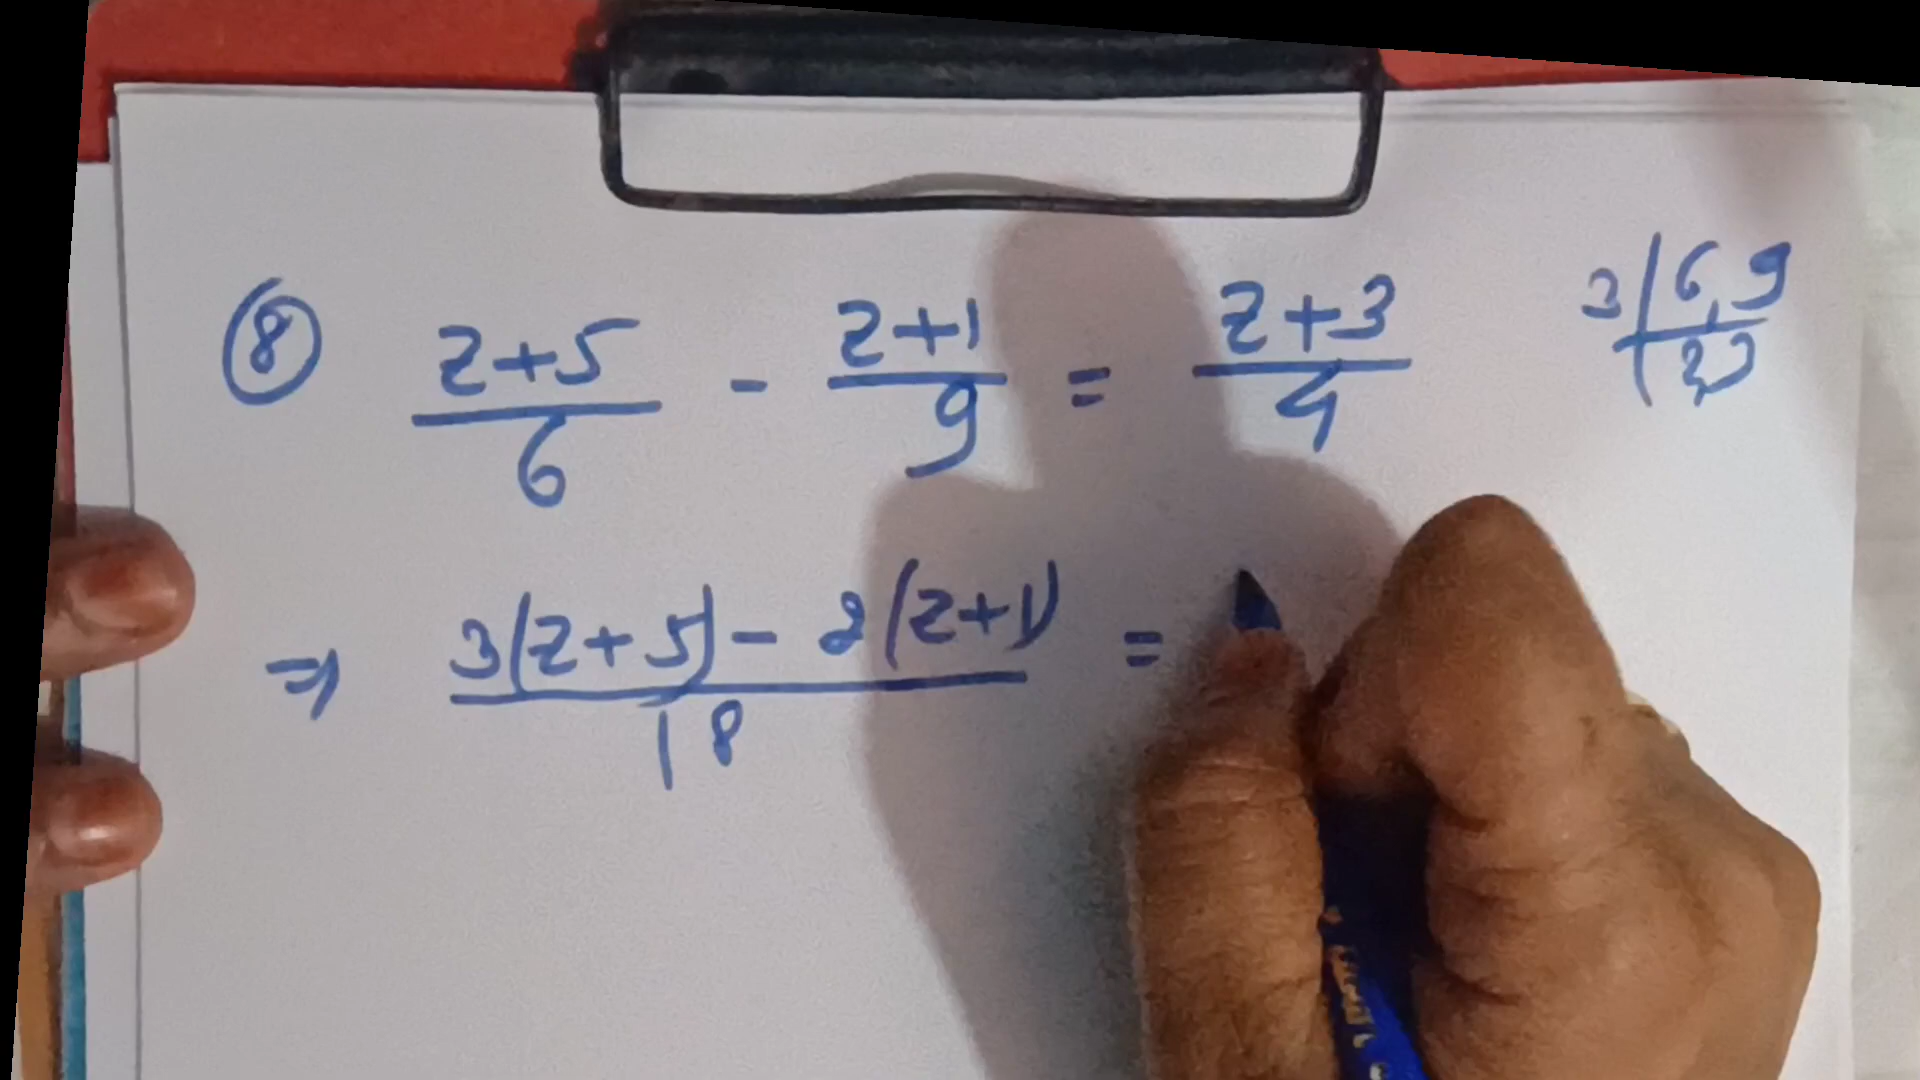 ⑧ z+5/6 - z+1/9 = z+3/4
3 | 6, 9
2, 3
⇒ 3(z+5) - 2(z+1)/18 =